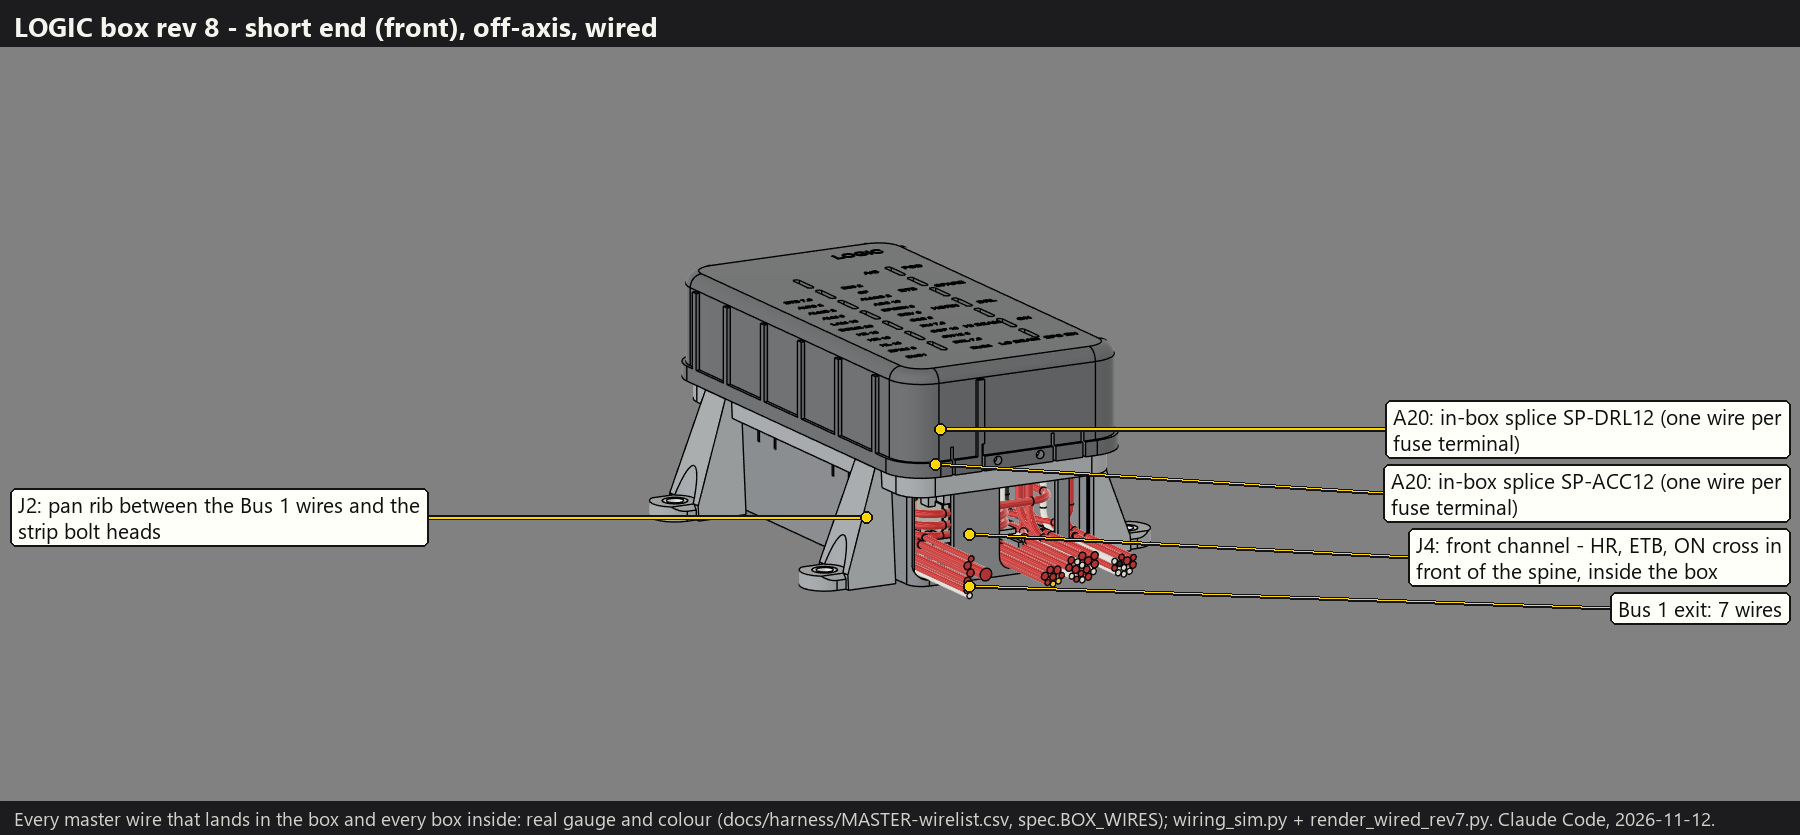 LOGIC box rev 8 - short end (front), off-axis, wired
LOGIC
A20: in-box splice SP-DRL12 (one wire per
fuse terminal)
A20: in-box splice SP-ACC12 (one wire per
fuse terminal)
J2: pan rib between the Bus 1 wires and the
strip bolt heads
J4: front channel - HR, ETB, ON cross in
front of the spine, inside the box
Bus 1 exit: 7 wires
Every master wire that lands in the box and every box inside: real gauge and colour (docs/harness/MASTER-wirelist.csv, spec.BOX_WIRES); wiring_sim.py + render_wired_rev7.py. Claude Code, 2026-11-12.